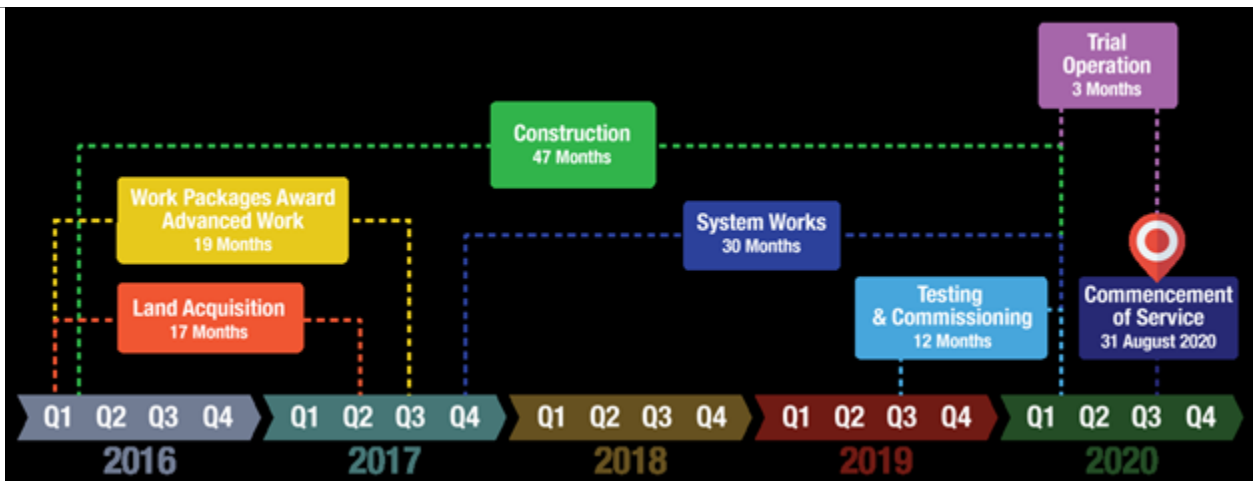 Trial
Operation
3 Months
Construction
47 Months
Work Packages Award
Advanced Work
19 Months
System Works
30 Months
Land Acquisition
17 Months
Testing
& Commissioning
12 Months
Commencement
of Service
31 August 2020
Q1 Q2 Q3 Q4 Q1 Q2 Q3 Q4 Q1 Q2 Q3 Q4 Q1 Q2 Q3 Q4 Q1 Q2 Q3 Q4
2016 2017 2018 2019 2020